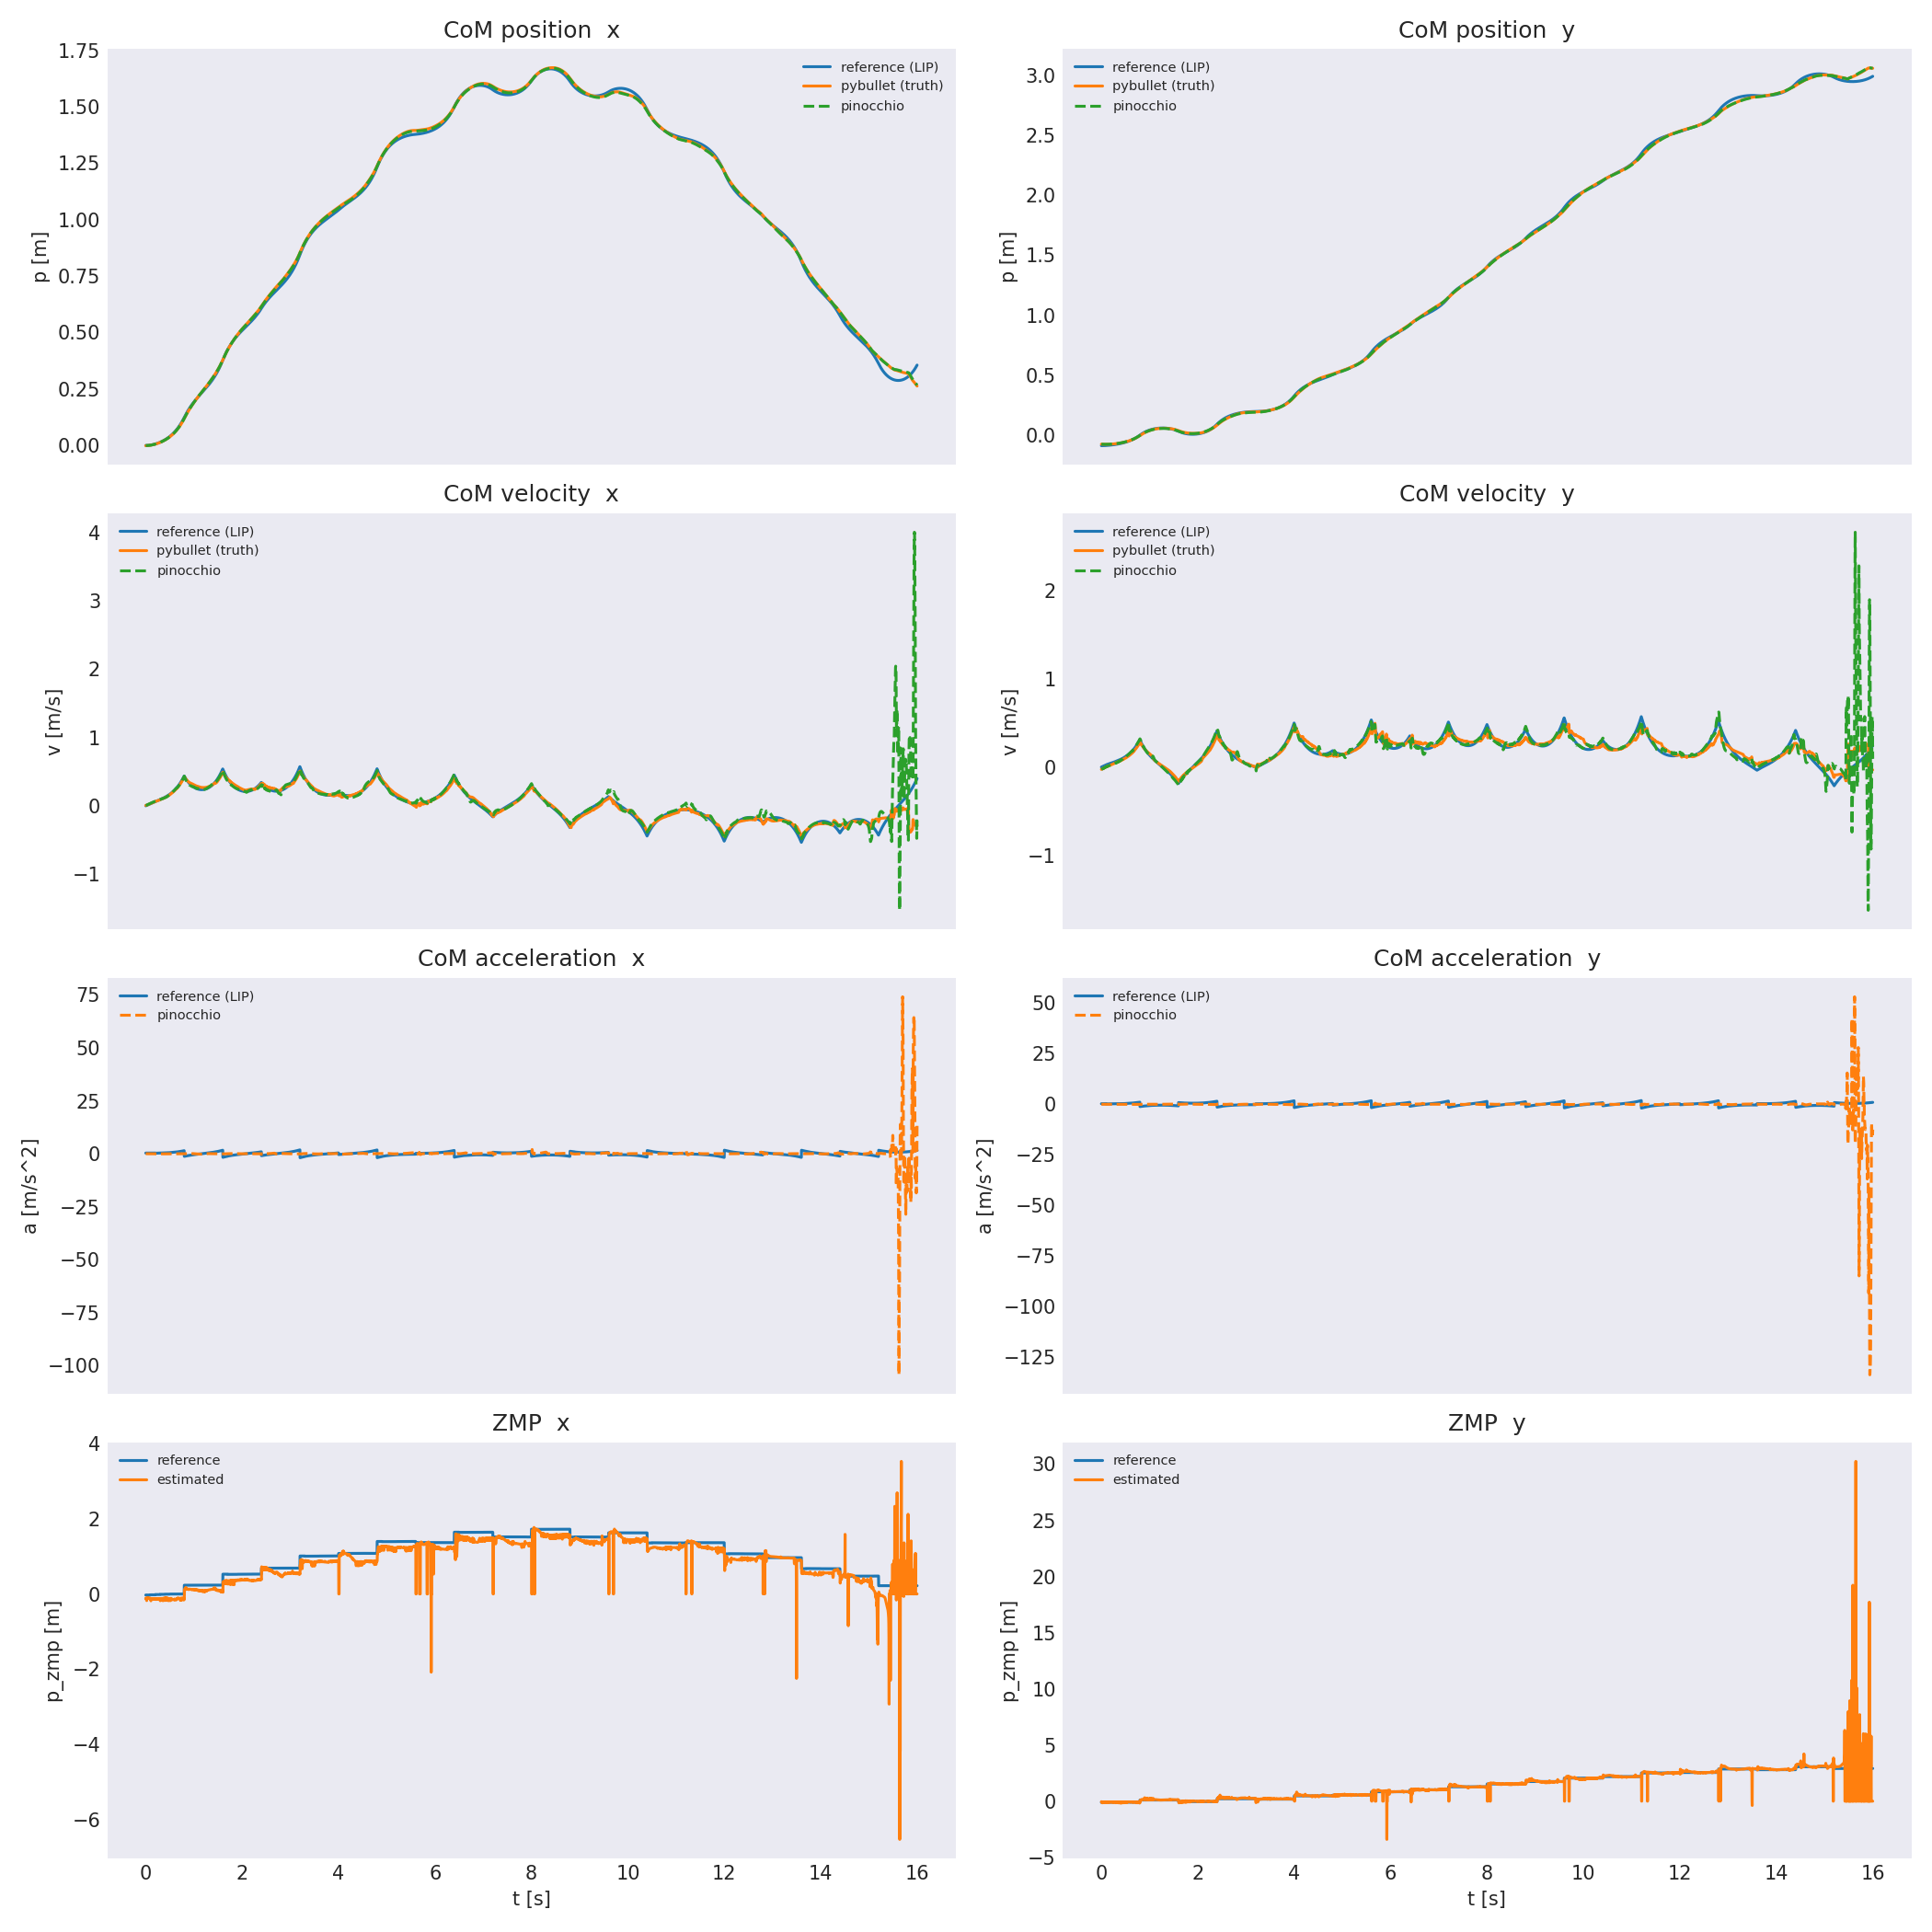 CoM position  x
CoM position  y
1.75
1.50
1.25
1.00
0.75
0.50
0.25
0.00
p [m]
reference (LIP)
pybullet (truth)
pinocchio
3.0
2.5
2.0
1.5
1.0
0.5
0.0
p [m]
reference (LIP)
pybullet (truth)
pinocchio
CoM velocity  x
CoM velocity  y
4
3
2
1
0
−1
v [m/s]
reference (LIP)
pybullet (truth)
pinocchio
2
1
0
−1
v [m/s]
reference (LIP)
pybullet (truth)
pinocchio
CoM acceleration  x
CoM acceleration  y
75
50
25
0
−25
−50
−75
−100
a [m/s^2]
reference (LIP)
pinocchio
50
25
0
−25
−50
−75
−100
−125
a [m/s^2]
reference (LIP)
pinocchio
ZMP  x
ZMP  y
4
2
0
−2
−4
−6
p_zmp [m]
reference
estimated
0 2 4 6 8 10 12 14 16
t [s]
30
25
20
15
10
5
0
−5
p_zmp [m]
reference
estimated
0 2 4 6 8 10 12 14 16
t [s]